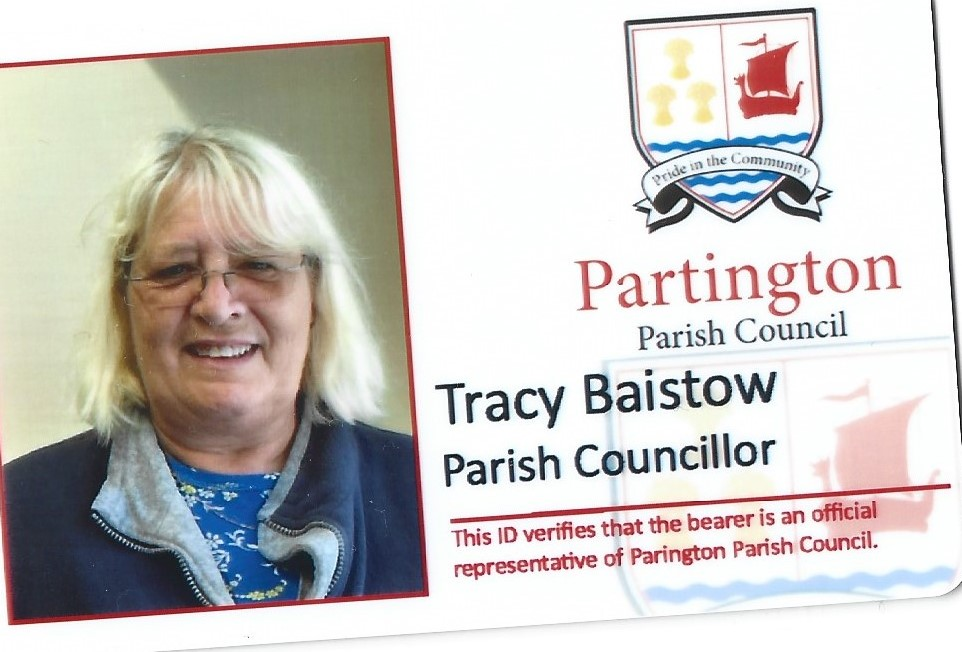 Pride in the Community
Partington
Parish Council
Tracy Baistow
Parish Councillor
This ID verifies that the bearer is an official
representative of Parington Parish Council.